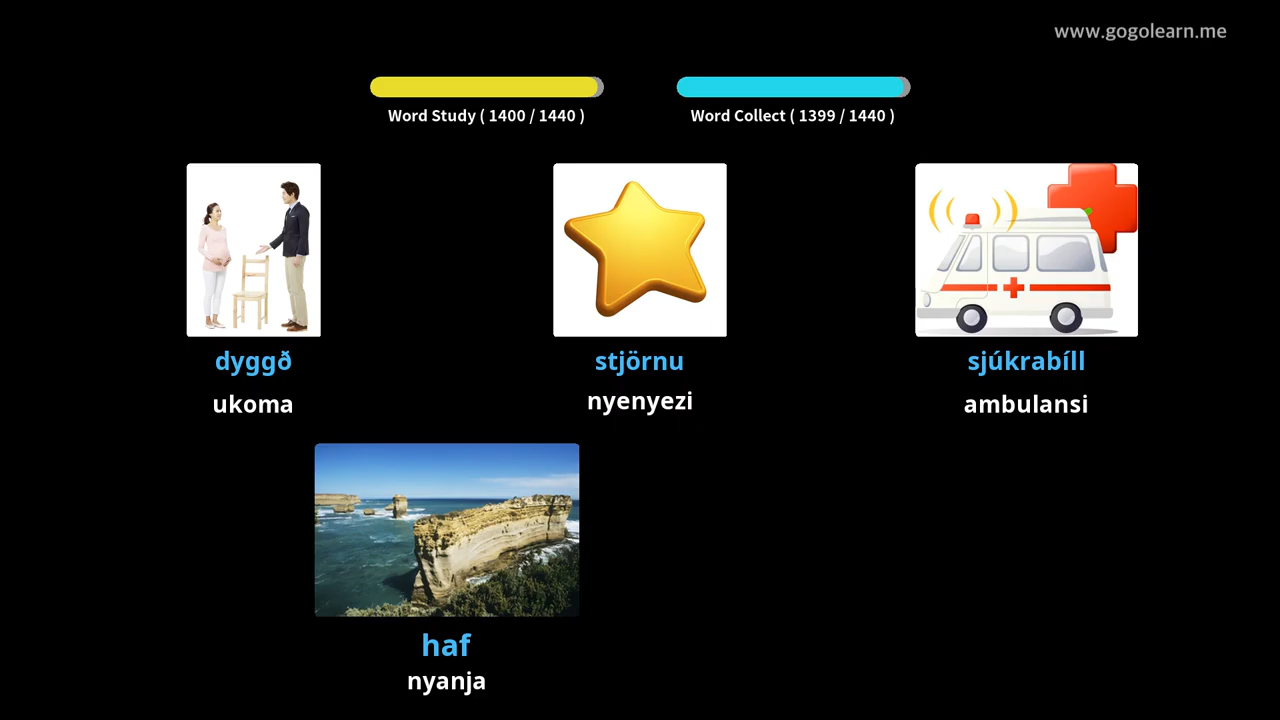 www.gogolearn.me
Word Study ( 1400 / 1440 )
Word Collect ( 1399 / 1440 )
dyggð
stjörnu
sjúkrabíll
ukoma
nyenyezi
ambulansi
haf
nyanja